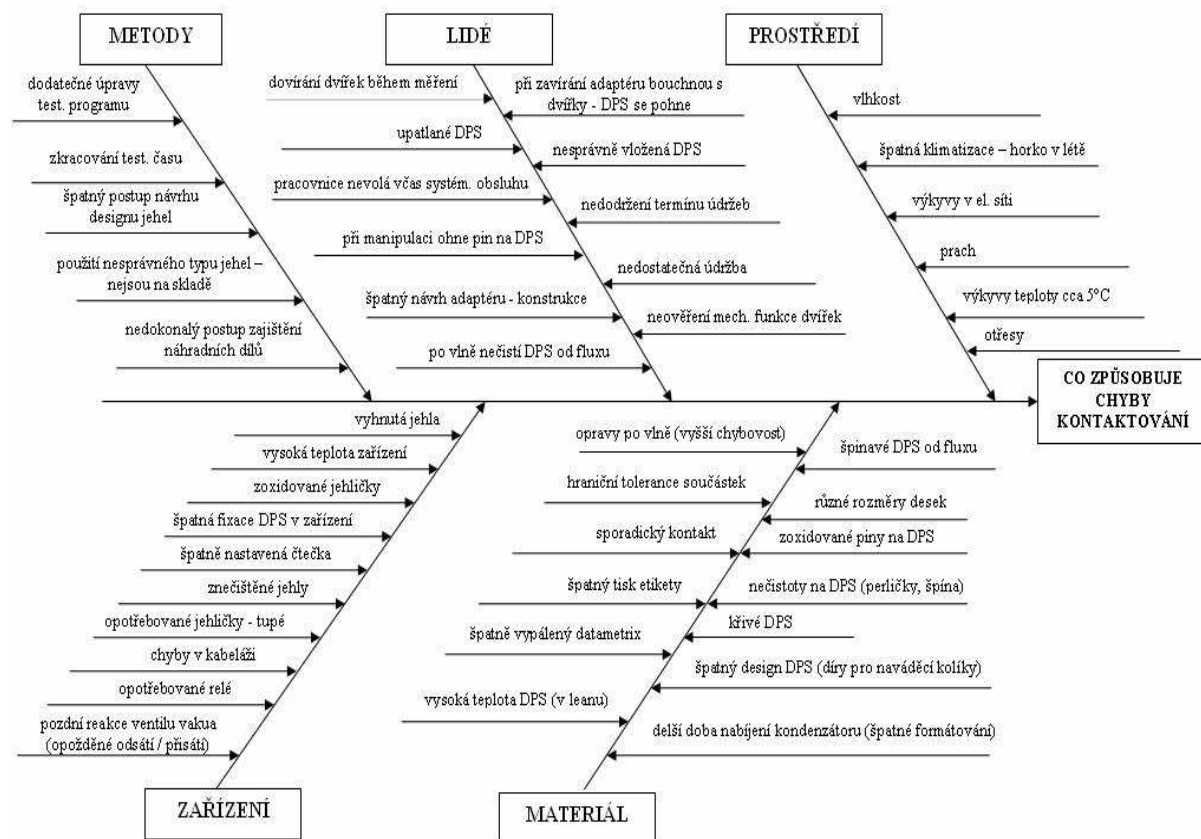 METODY
LIDÉ
PROSTŘEDÍ
dodatečné úpravy
test. programu
zkracování test. času
špatný postup návrhu
designu jehel
použití nesprávného typu jehel –
nejsou na skladě
nedokonalý postup zajištění
náhradních dílů
dovírání dvířek během měření
upatlané DPS
pracovnice nevolá včas systém. obsluhu
při manipulaci ohne pin na DPS
špatný návrh adaptéru - konstrukce
po vlně nečistí DPS od fluxu
při zavírání adaptéru bouchnou s
dvířky - DPS se pohne
nesprávně vložená DPS
nedodržení termínu údržeb
nedostatečná údržba
neověření mech. funkce dvířek
vlhkost
špatná klimatizace – horko v létě
výkyvy v el. síti
prach
výkyvy teploty cca 5°C
otřesy
CO ZPŮSOBUJE
CHYBY
KONTAKTOVÁNÍ
vyhnutá jehla
vysoká teplota zařízení
zoxidované jehličky
špatná fixace DPS v zařízení
špatně nastavená čtečka
znečištěné jehly
opotřebované jehličky - tupé
chyby v kabeláži
opotřebované relé
pozdní reakce ventilu vakua
(opožděné odsátí / přisátí)
opravy po vlně (vyšší chybovost)
hraniční tolerance součástek
sporadický kontakt
špatný tisk etikety
špatně vypálený datametrix
vysoká teplota DPS (v leanu)
špinavé DPS od fluxu
různé rozměry desek
zoxidované piny na DPS
nečistoty na DPS (perličky, špína)
křivé DPS
špatný design DPS (díry pro naváděcí kolíky)
delší doba nabíjení kondenzátoru (špatné formátování)
ZAŘÍZENÍ
MATERIÁL